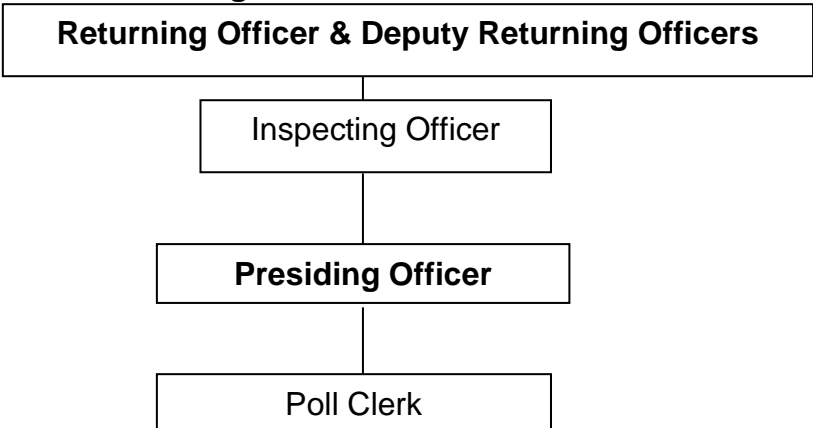 Returning Officer & Deputy Returning Officers
Inspecting Officer
Presiding Officer
Poll Clerk